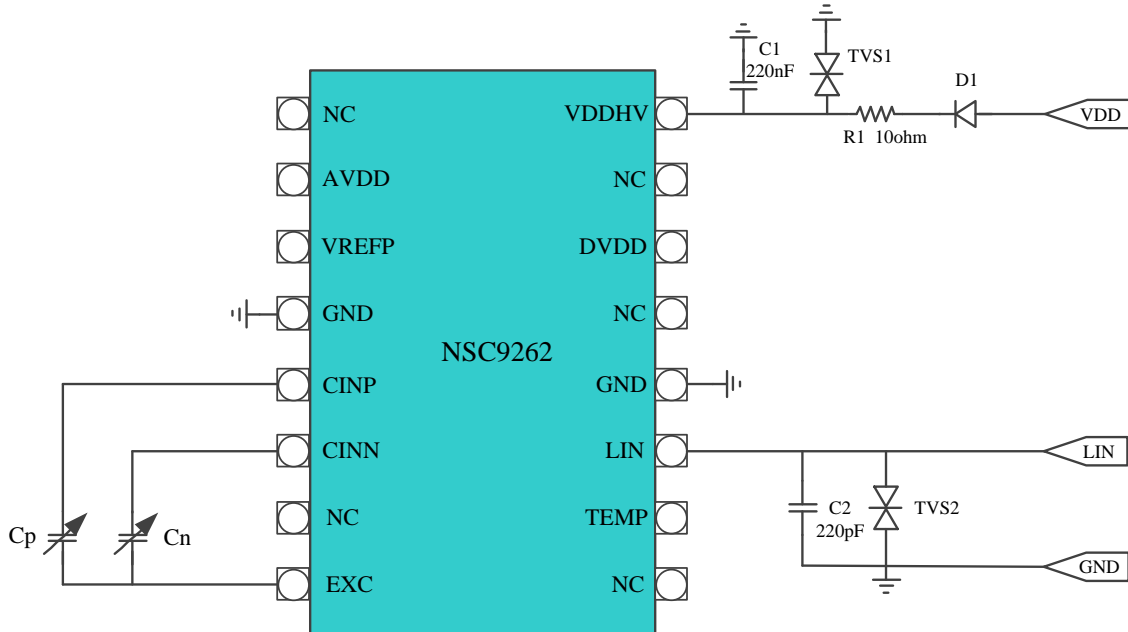 C1
220nF
TVS1
D1
NC
VDDHV
R1 10ohm
VDD
AVDD
NC
VREFP
DVDD
GND
NC
NSC9262
CINP
GND
CINN
LIN
LIN
NC
TEMP
C2
220pF
TVS2
Cp
Cn
EXC
NC
GND